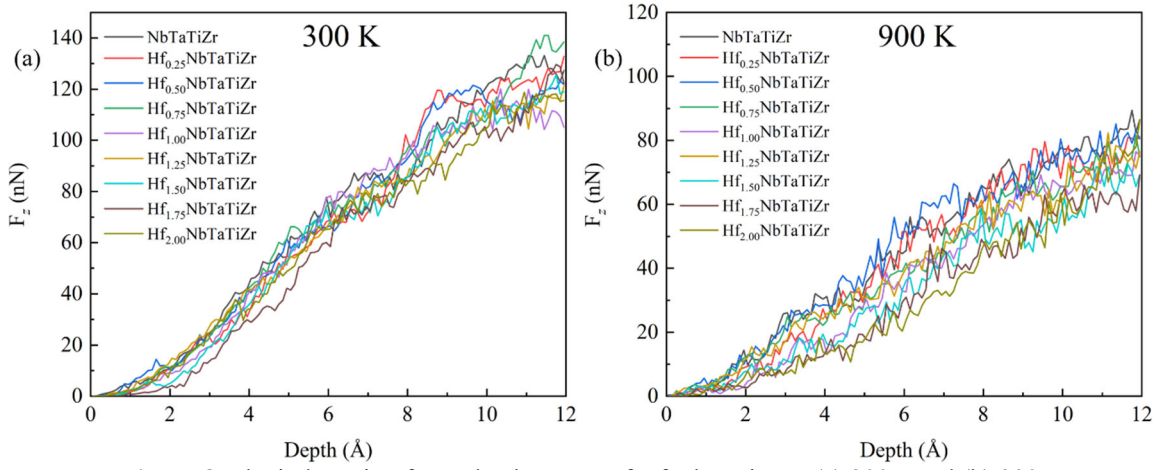 (a)
300 K
NbTaTiZr
Hf0.25NbTaTiZr
Hf0.50NbTaTiZr
Hf0.75NbTaTiZr
Hf1.00NbTaTiZr
Hf1.25NbTaTiZr
Hf1.50NbTaTiZr
Hf1.75NbTaTiZr
Hf2.00NbTaTiZr
Fz (nN)
140
120
100
80
60
40
20
0
0 2 4 6 8 10 12
Depth (Å)
(b)
900 K
NbTaTiZr
Hf0.25NbTaTiZr
Hf0.50NbTaTiZr
Hf0.75NbTaTiZr
Hf1.00NbTaTiZr
Hf1.25NbTaTiZr
Hf1.50NbTaTiZr
Hf1.75NbTaTiZr
Hf2.00NbTaTiZr
Fz (nN)
120
100
80
60
40
20
0
0 2 4 6 8 10 12
Depth (Å)